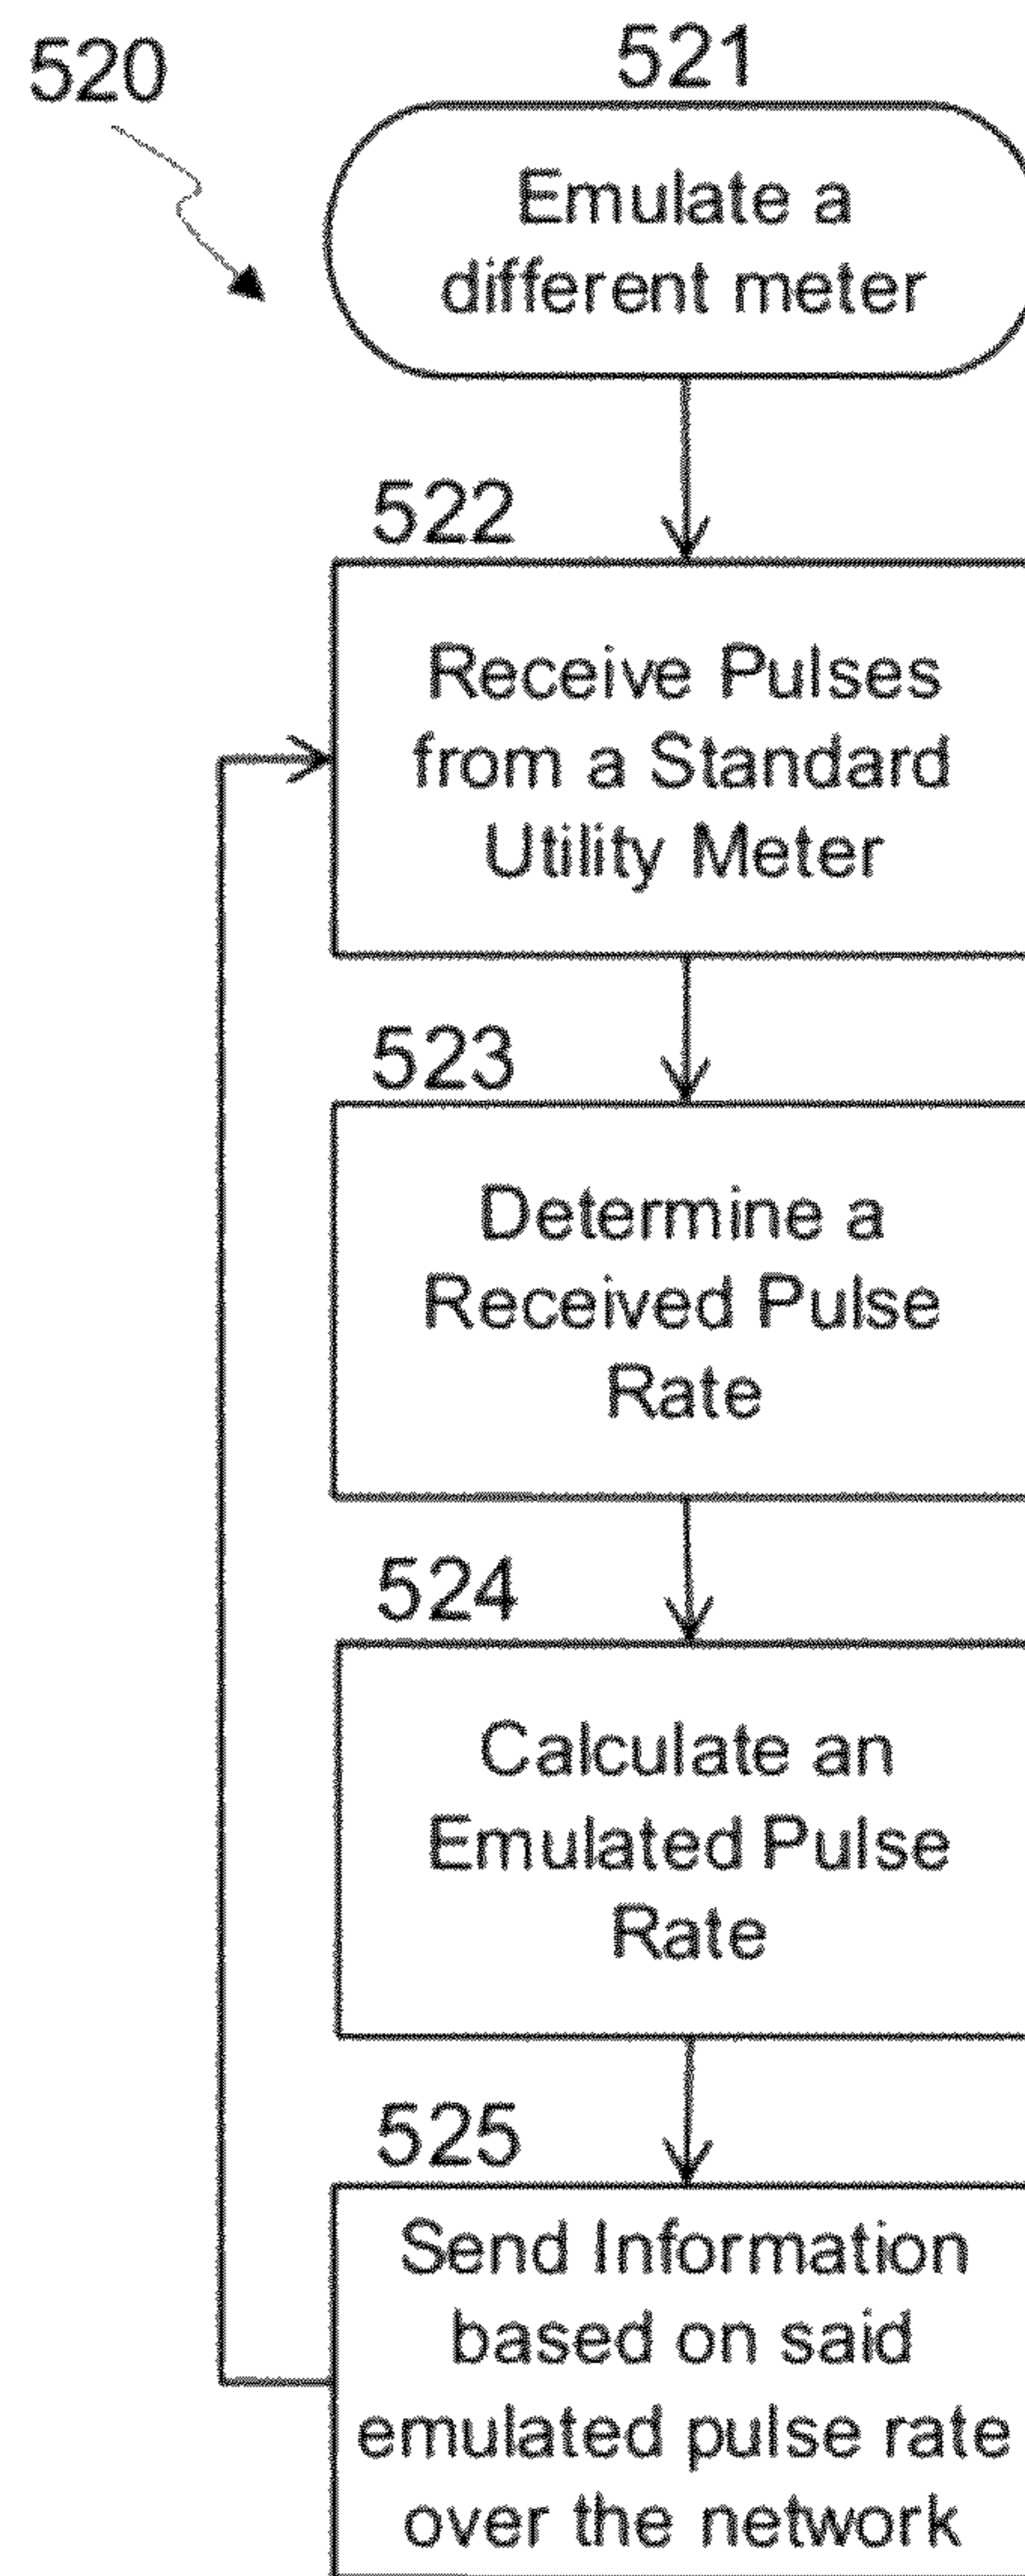 520
521
Emulate a
different meter
522
Receive Pulses
from a Standard
Utility Meter
523
Determine a
Received Pulse
Rate
524
Calculate an
Emulated Pulse
Rate
525
Send Information
based on said
emulated pulse rate
over the network